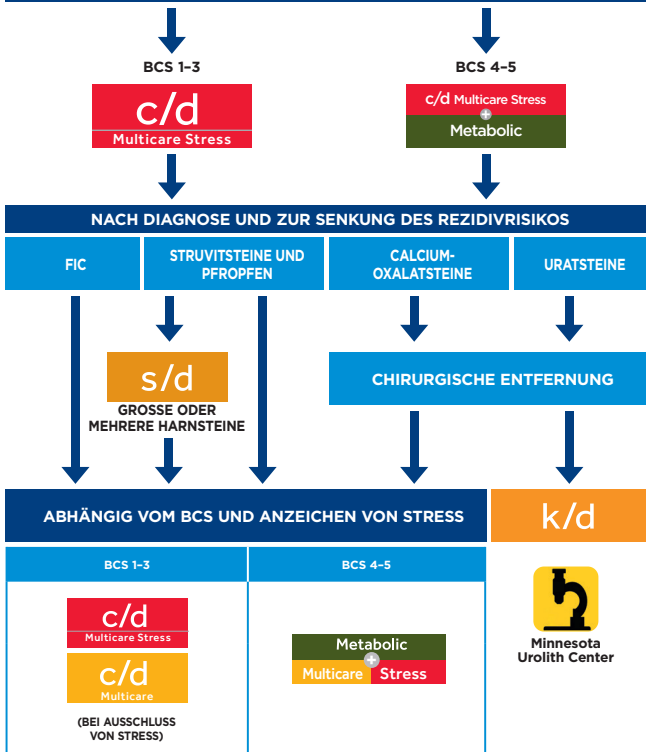 BCS 1–3
BCS 4–5
c/d
Multicare Stress
c/d Multicare Stress
+
Metabolic
NACH DIAGNOSE UND ZUR SENKUNG DES REZIDIVRISIKOS
FIC
STRUVITSTEINE UND
PFROPFEN
CALCIUM-
OXALATSTEINE
URATSTEINE
s/d
GROSSE ODER
MEHRERE HARNSTEINE
CHIRURGISCHE ENTFERNUNG
ABHÄNGIG VOM BCS UND ANZEICHEN VON STRESS
k/d
BCS 1–3
BCS 4–5
c/d
Multicare Stress
c/d
Multicare
(BEI AUSSCHLUSS
VON STRESS)
Metabolic
+
Multicare Stress
Minnesota
Urolith Center